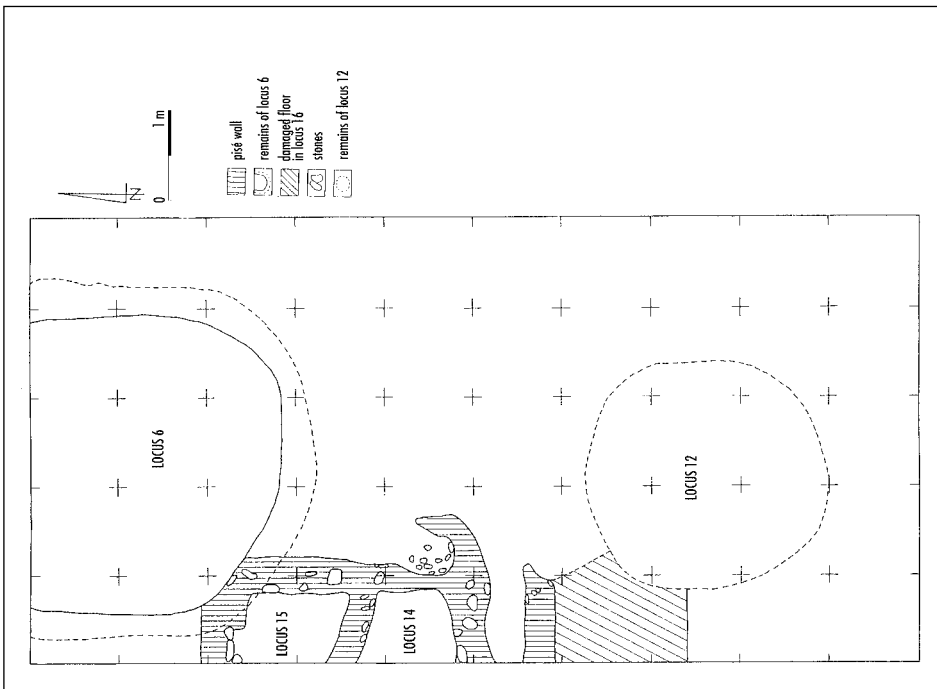 N
0 1 m
pisé wall
remains of locus 6
damaged floor
in locus 16
stones
remains of locus 12
LOCUS 6
LOCUS 15
LOCUS 14
LOCUS 12